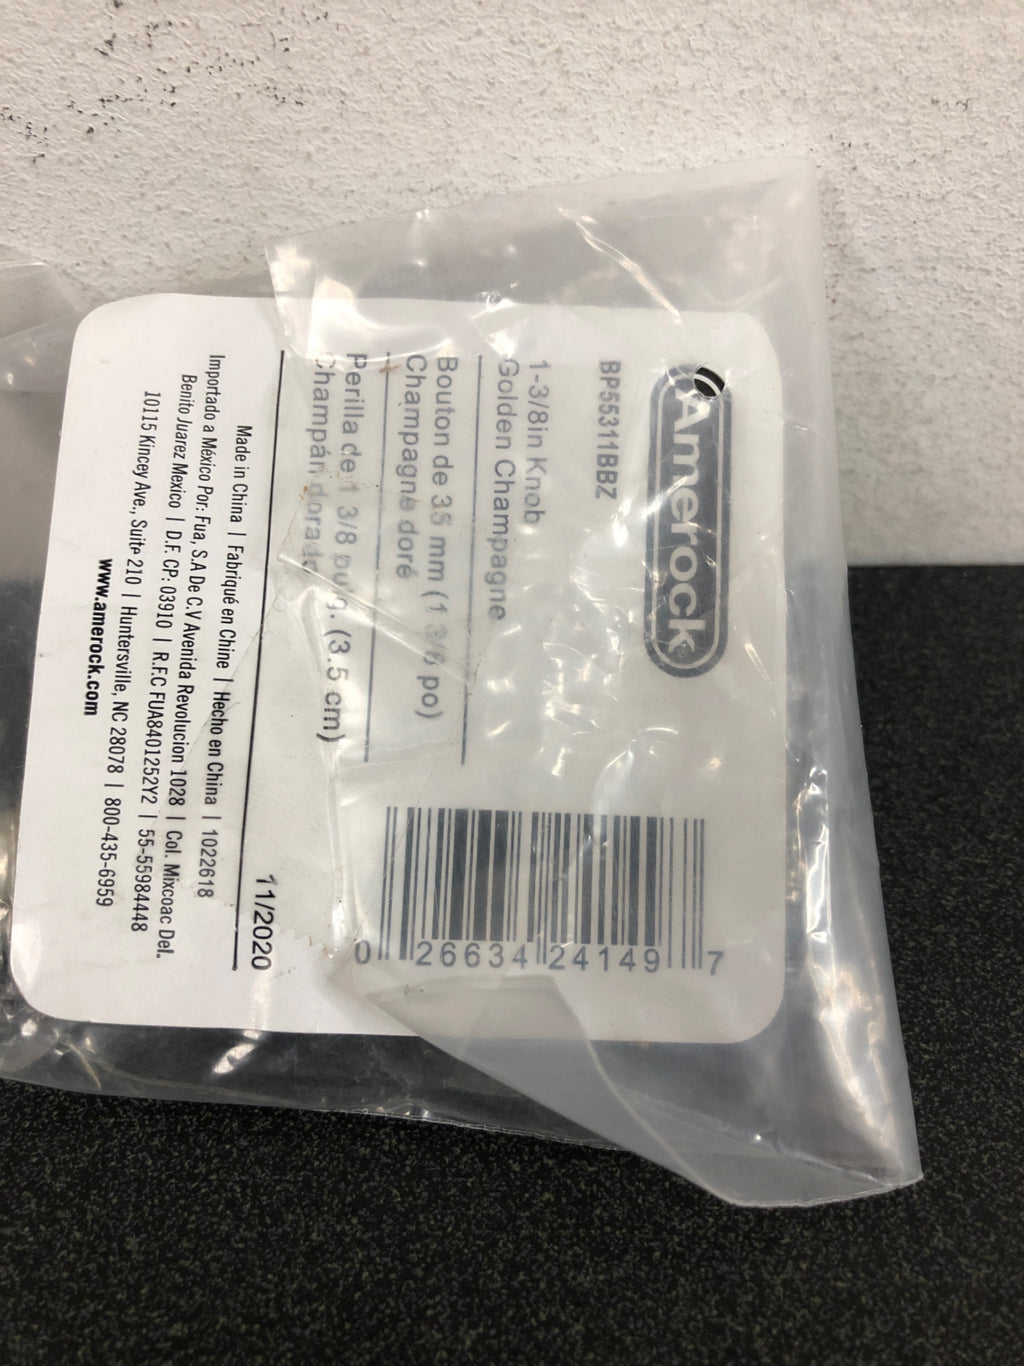 Amerock
BP55311BBZ
1-3/8in Knob
Golden Champagne
Bouton de 35 mm (1 3/8 po)
Champagne doré
Perilla de 1 3/8 pulg. (3.5 cm)
Champán dorado
0 26634 24149 7
11/2020
Made in China | Fabriqué en Chine | Hecho en China | 1022618
Importado a México Por: Fua, S.A De C.V Avenida Revolucion 1028 | Col. Mixcoac Del.
Benito Juarez Mexico | D.F. CP: 03910 | R.F.C FUA8401252Y2 | 55-55984448
10115 Kincey Ave., Suite 210 | Huntersville, NC 28078 | 800-435-6959
www.amerock.com